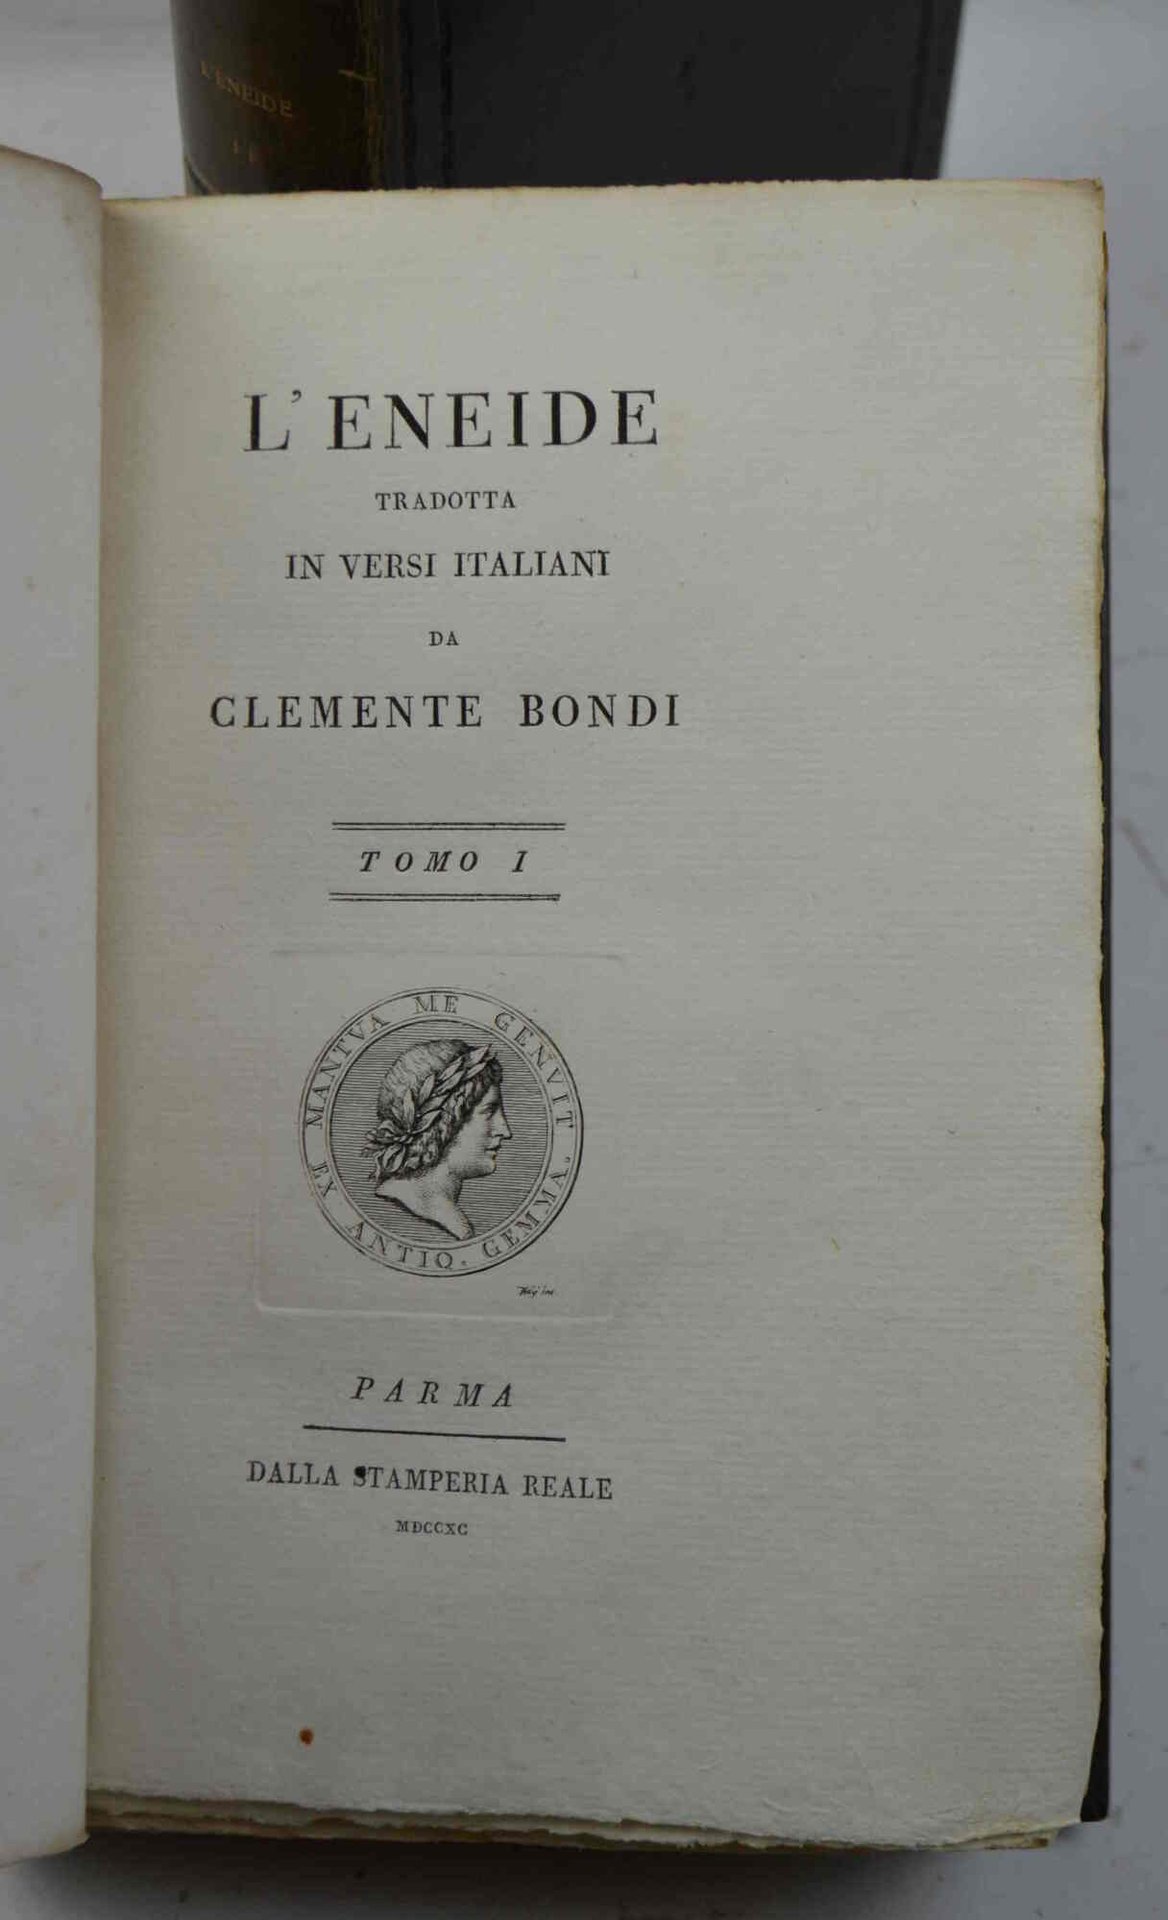 L'ENEIDE
L'ENEIDE
TRADOTTA
IN VERSI ITALIANI
DA
CLEMENTE BONDI
TOMO I
MANTVA ME GENVIT
EX ANTIQ. GEMMA.
PARMA
DALLA STAMPERIA REALE
MDCCXC